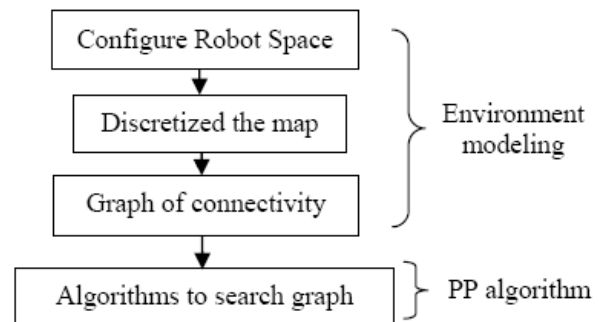 Configure Robot Space
Discretized the map
Graph of connectivity
Environment
modeling
Algorithms to search graph
PP algorithm